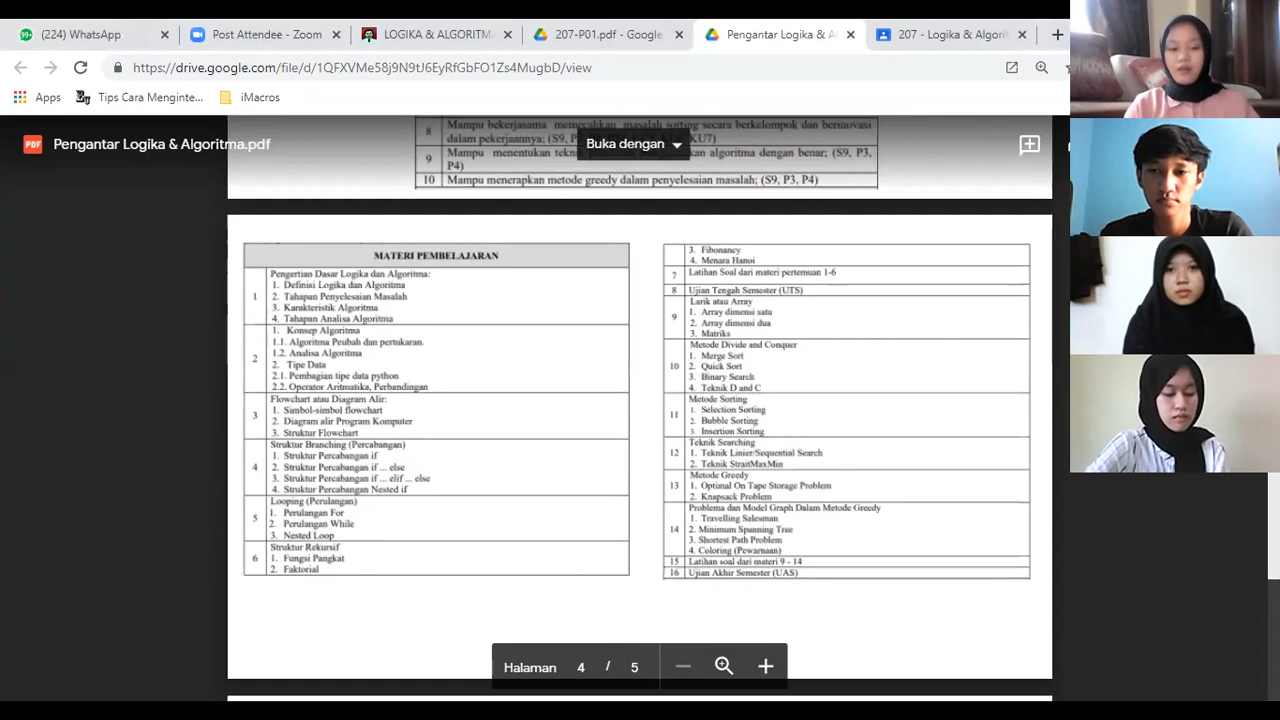 (224) WhatsApp
Post Attendee - Zoom
LOGIKA & ALGORITM
207-P01.pdf - Google
Pengantar Logika & A
207 - Logika & Algorit
https://drive.google.com/file/d/1QFXVMe58j9N9tJ6EyRfGbFO1Zs4MugbD/view
Apps
Tips Cara Menginte...
iMacros
Pengantar Logika & Algoritma.pdf
Buka dengan
8
Mampu bekerjasama memecahkan masalah sorting secara berkelompok dan berinovasi
dalam pekerjaannya; (S9, P KU7)
9
Mampu menentukan tekn kan algoritma dengan benar; (S9, P3,
P4)
10 Mampu menerapkan metode greedy dalam penyelesaian masalah; (S9, P3, P4)
MATERI PEMBELAJARAN
1
Pengertian Dasar Logika dan Algoritma:
1. Definisi Logika dan Algoritma
2. Tahapan Penyelesaian Masalah
3. Karakteristik Algoritma
4. Tahapan Analisa Algoritma
2
1. Konsep Algoritma
1.1. Algoritma Peubah dan pertukaran.
1.2. Analisa Algoritma
2. Tipe Data
2.1. Pembagian tipe data python
2.2. Operator Aritmatika, Perbandingan
3
Flowchart atau Diagram Alir:
1. Simbol-simbol flowchart
2. Diagram alir Program Komputer
3. Struktur Flowchart
4
Struktur Branching (Percabangan)
1. Struktur Percabangan if
2. Struktur Percabangan if ... else
3. Struktur Percabangan if ... elif ... else
4. Struktur Percabangan Nested if
5
Looping (Perulangan)
1. Perulangan For
2. Perulangan While
3. Nested Loop
6
Struktur Rekursif
1. Fungsi Pangkat
2. Faktorial
3. Fibonancy
4. Menara Hanoi
7 Latihan Soal dari materi pertemuan 1-6
8 Ujian Tengah Semester (UTS)
9
Larik atau Array
1. Array dimensi satu
2. Array dimensi dua
3. Matriks
10
Metode Divide and Conquer
1. Merge Sort
2. Quick Sort
3. Binary Search
4. Teknik D and C
11
Metode Sorting
1. Selection Sorting
2. Bubble Sorting
3. Insertion Sorting
12
Teknik Searching
1. Teknik Linier/Sequential Search
2. Teknik StraitMaxMin
13
Metode Greedy
1. Optimal On Tape Storage Problem
2. Knapsack Problem
14
Problema dan Model Graph Dalam Metode Greedy
1. Travelling Salesman
2. Minimum Spanning True
3. Shortest Path Problem
4. Coloring (Pewarnaan)
15 Latihan soal dari materi 9 - 14
16 Ujian Akhir Semester (UAS)
Halaman 4 / 5